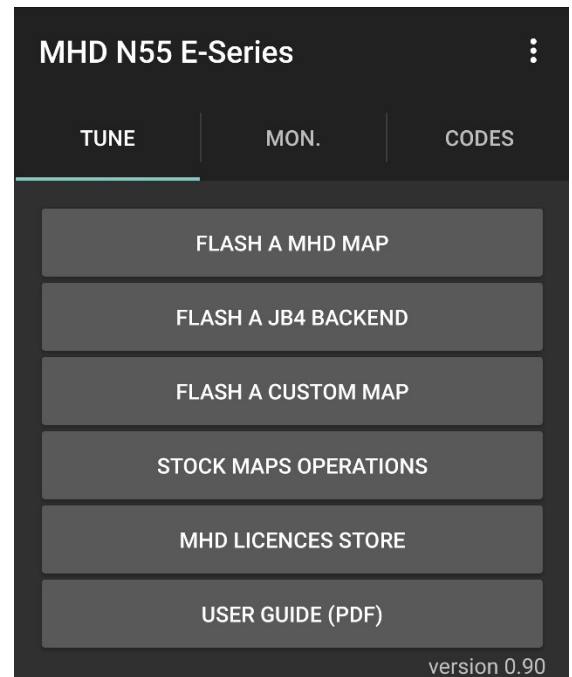 MHD N55 E-Series
TUNE
MON.
CODES
FLASH A MHD MAP
FLASH A JB4 BACKEND
FLASH A CUSTOM MAP
STOCK MAPS OPERATIONS
MHD LICENCES STORE
USER GUIDE (PDF)
version 0.90